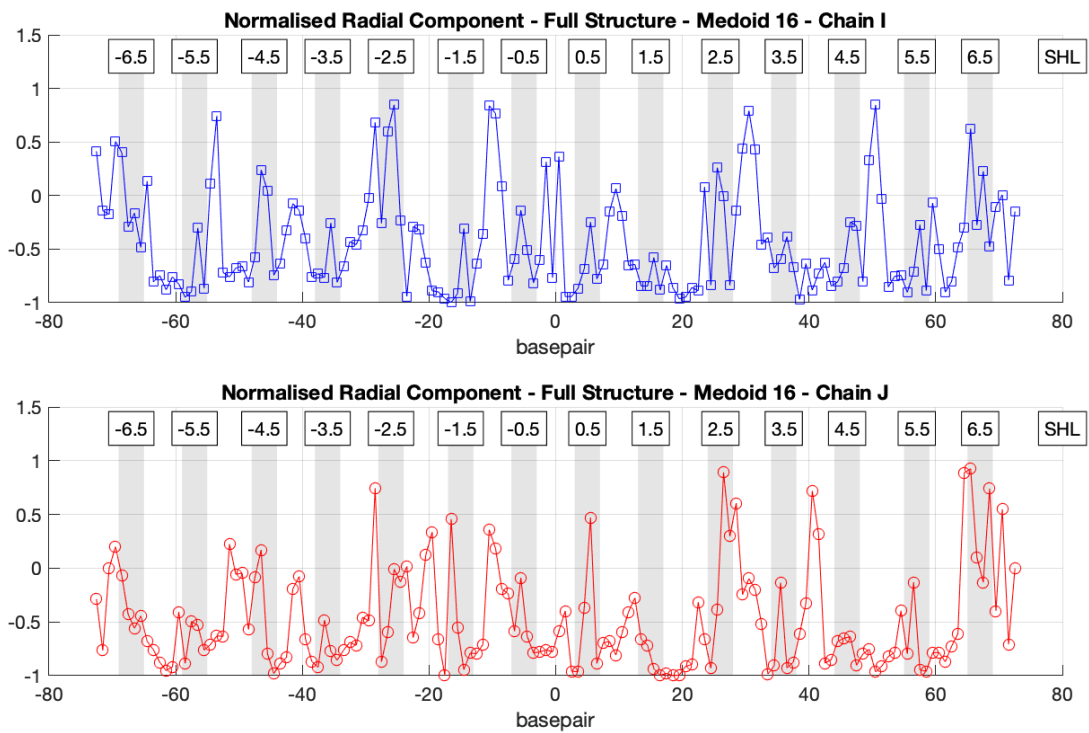 Normalised Radial Component - Full Structure - Medoid 16 - Chain I
1.5
-6.5 -5.5 -4.5 -3.5 -2.5 -1.5 -0.5 0.5 1.5 2.5 3.5 4.5 5.5 6.5 SHL
1
0.5
0
-0.5
-1
-80 -60 -40 -20 0 20 40 60 80
basepair
Normalised Radial Component - Full Structure - Medoid 16 - Chain J
1.5
-6.5 -5.5 -4.5 -3.5 -2.5 -1.5 -0.5 0.5 1.5 2.5 3.5 4.5 5.5 6.5 SHL
1
0.5
0
-0.5
-1
-80 -60 -40 -20 0 20 40 60 80
basepair